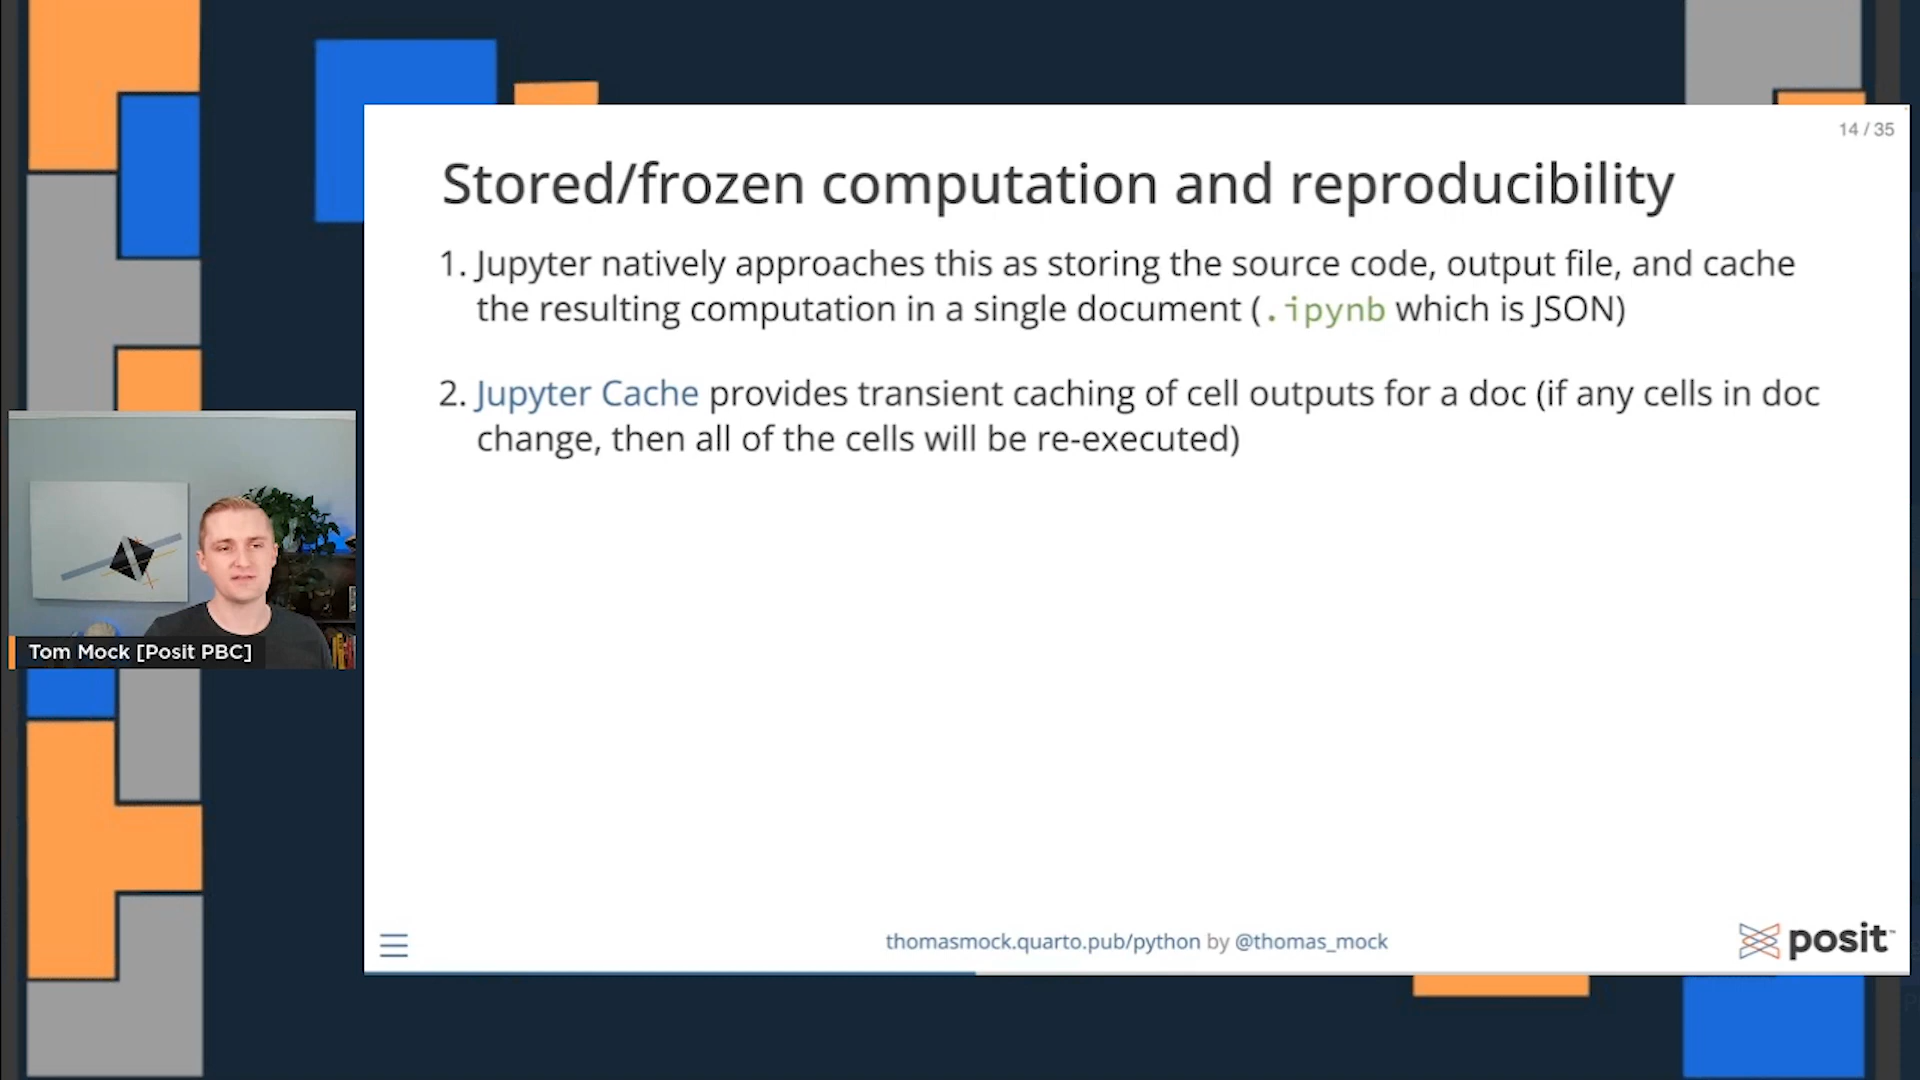 14 / 35
Stored/frozen computation and reproducibility
1. Jupyter natively approaches this as storing the source code, output file, and cache
the resulting computation in a single document (.ipynb which is JSON)
2. Jupyter Cache provides transient caching of cell outputs for a doc (if any cells in doc
change, then all of the cells will be re-executed)
Tom Mock [Posit PBC]
thomasmock.quarto.pub/python by @thomas_mock
posit™